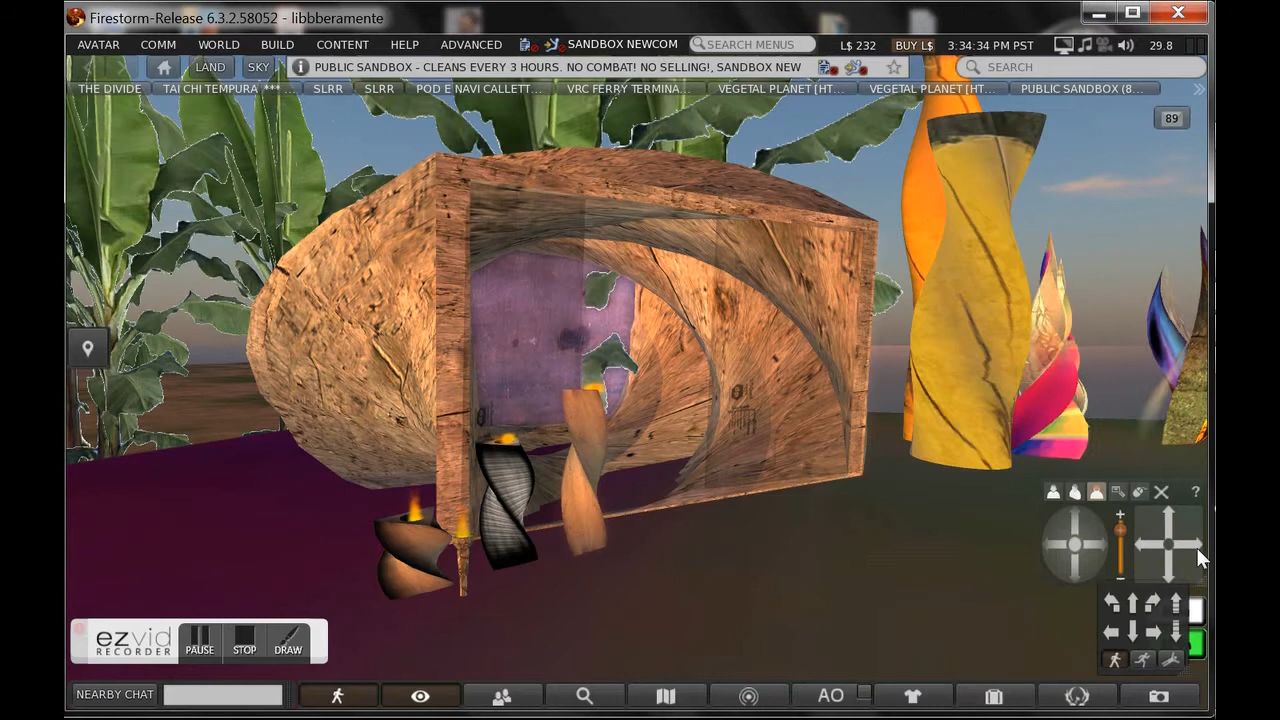 Firestorm-Release 6.3.2.58052 - libbberamente
AVATAR COMM WORLD BUILD CONTENT HELP ADVANCED SANDBOX NEWCOM SEARCH MENUS L$ 232 BUY L$ 3:34:34 PM PST 29.8
LAND SKY PUBLIC SANDBOX - CLEANS EVERY 3 HOURS. NO COMBAT! NO SELLING!, SANDBOX NEW SEARCH
THE DIVIDE TAI CHI TEMPURA *** ... SLRR SLRR POD E NAVI CALLETT... VRC FERRY TERMINA... VEGETAL PLANET [HT... VEGETAL PLANET [HT... PUBLIC SANDBOX (8...
89
?
ezvid
RECORDER
PAUSE STOP DRAW
NEARBY CHAT AO